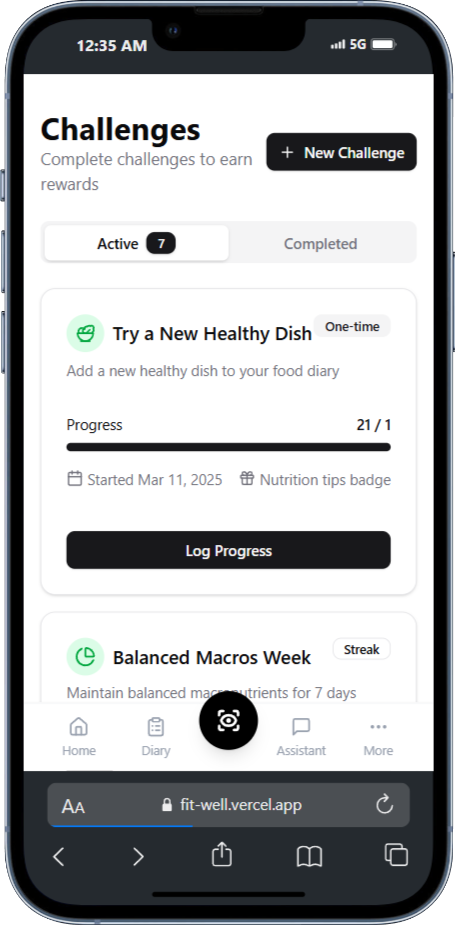 12:35 AM
5G
Challenges
Complete challenges to earn
rewards
+ New Challenge
Active 7
Completed
Try a New Healthy Dish
One-time
Add a new healthy dish to your food diary
Progress 21 / 1
Started Mar 11, 2025 Nutrition tips badge
Log Progress
Balanced Macros Week
Streak
Maintain balanced macronutrients for 7 days
Home Diary Assistant More
AA fit-well.vercel.app